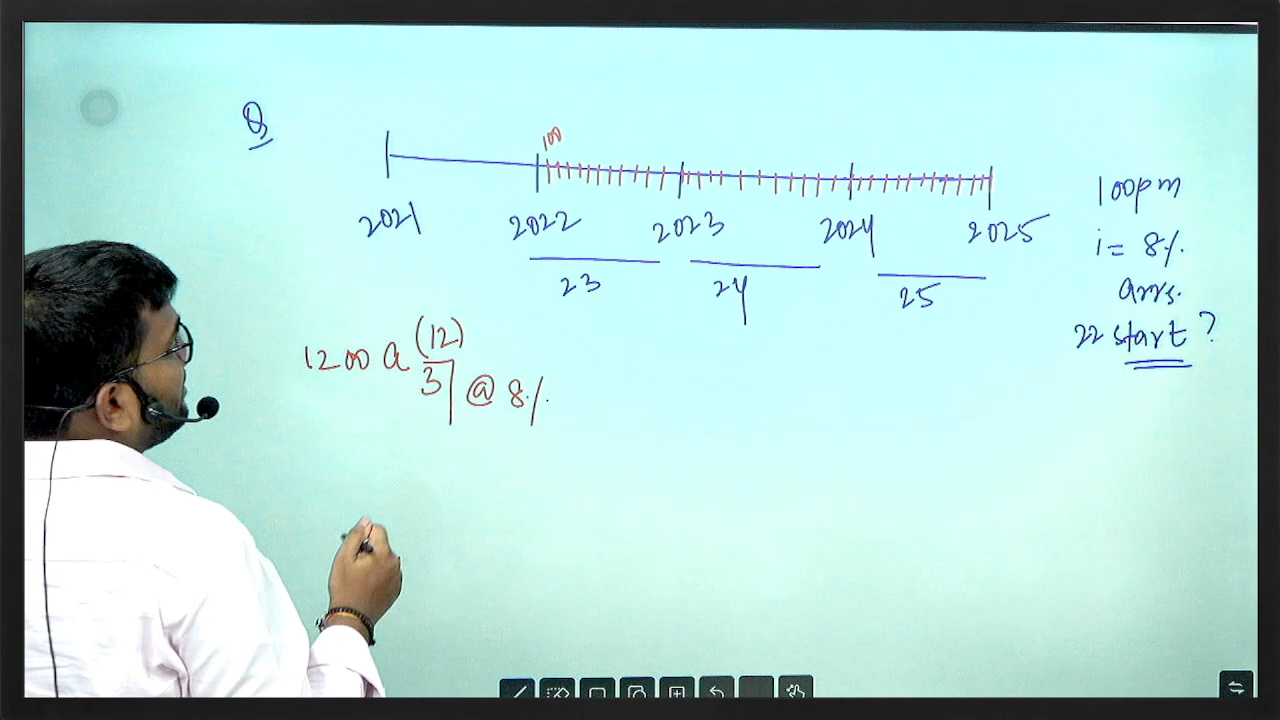 Q
100
2021 2022 2023 2024 2025
23 24 25
100pm
i = 8%.
arrs.
22 start ?
1200 a (12) 3 @ 8%.